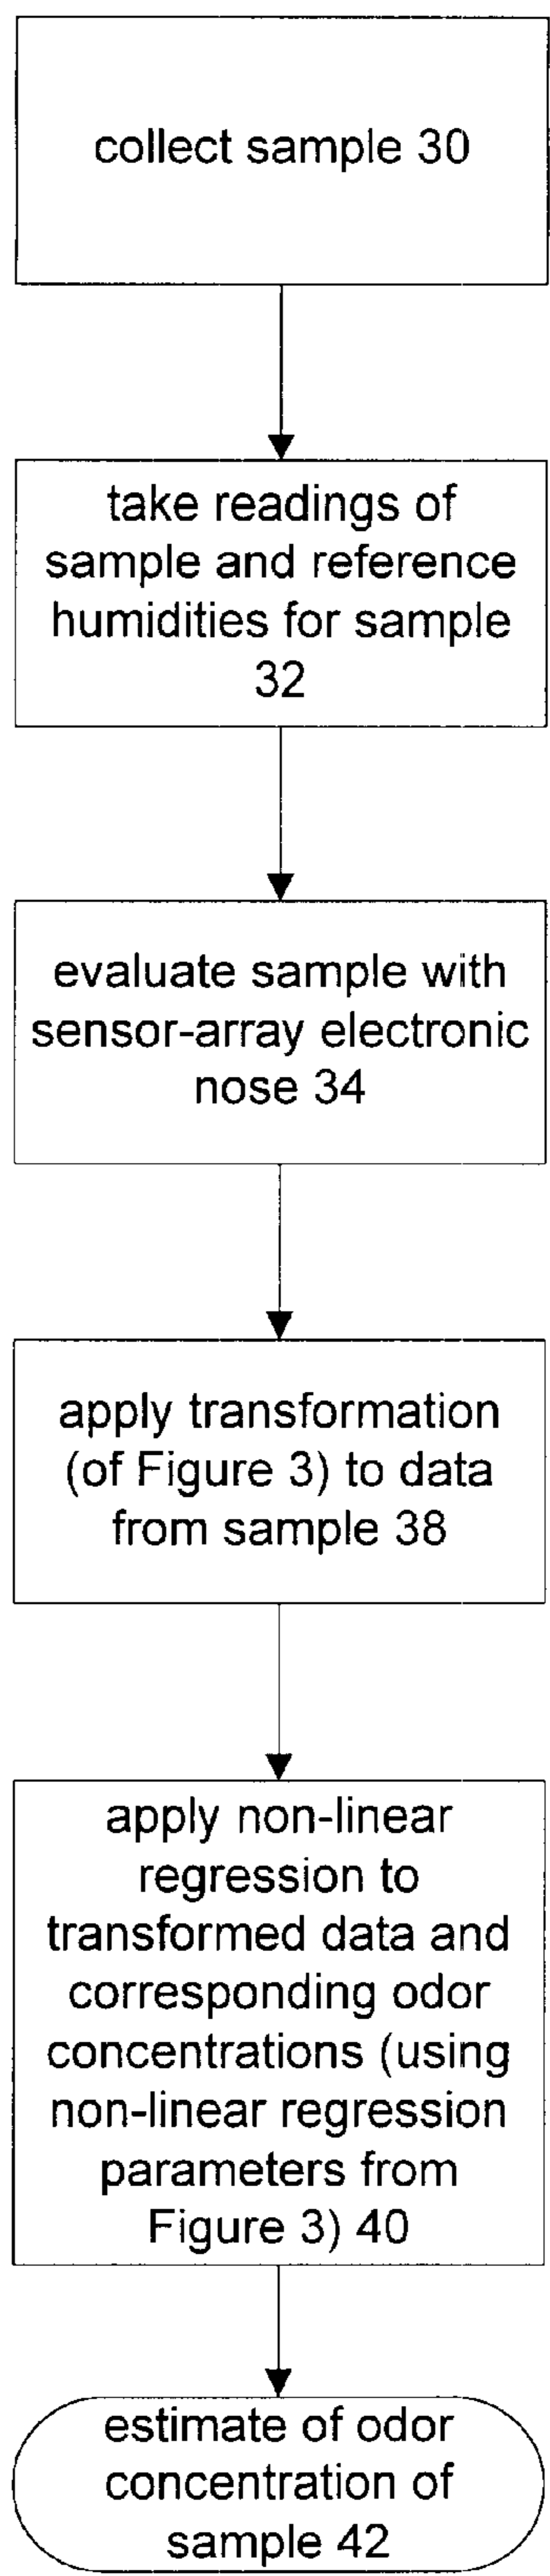 collect sample 30
take readings of
sample and reference
humidities for sample
32
evaluate sample with
sensor-array electronic
nose 34
apply transformation
(of Figure 3) to data
from sample 38
apply non-linear
regression to
transformed data and
corresponding odor
concentrations (using
non-linear regression
parameters from
Figure 3) 40
estimate of odor
concentration of
sample 42